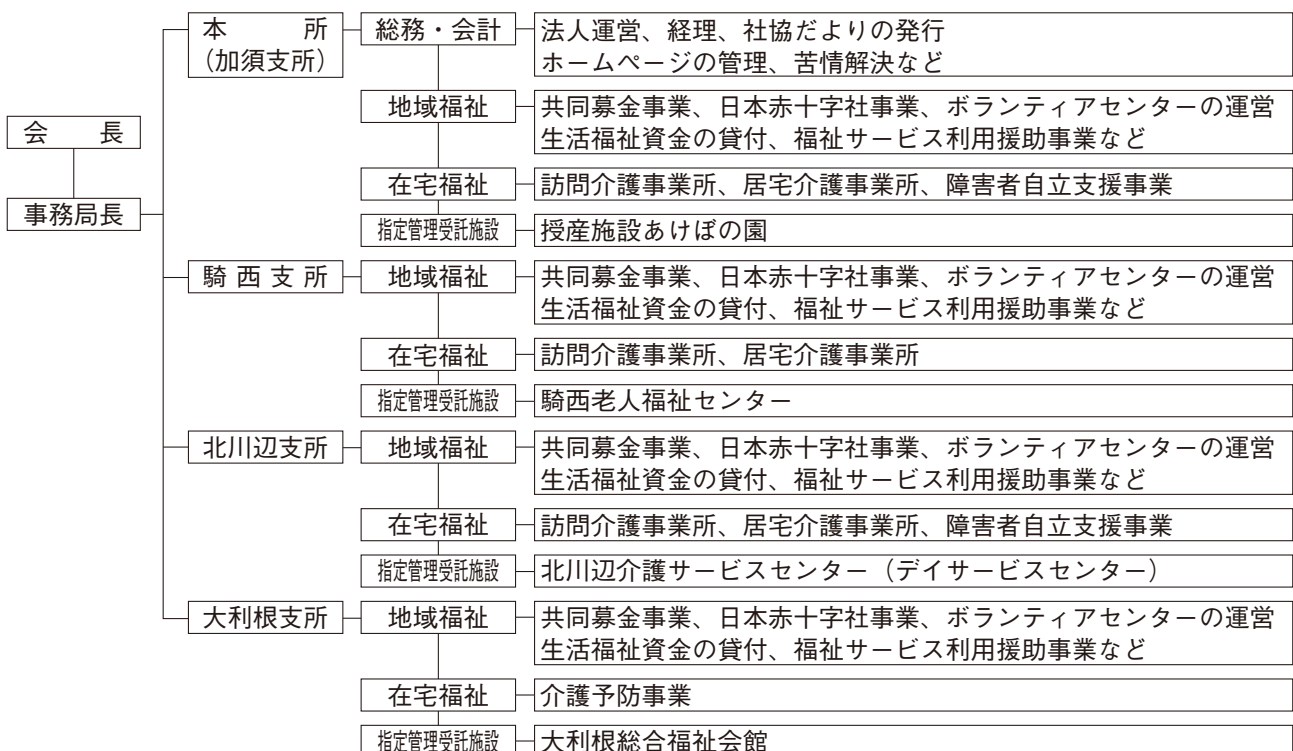 会長
事務局長
本所
（加須支所）
総務・会計
法人運営、経理、社協だよりの発行
ホームページの管理、苦情解決など
地域福祉
共同募金事業、日本赤十字社事業、ボランティアセンターの運営
生活福祉資金の貸付、福祉サービス利用援助事業など
在宅福祉
訪問介護事業所、居宅介護事業所、障害者自立支援事業
指定管理受託施設
授産施設あけぼの園
騎西支所
地域福祉
共同募金事業、日本赤十字社事業、ボランティアセンターの運営
生活福祉資金の貸付、福祉サービス利用援助事業など
在宅福祉
訪問介護事業所、居宅介護事業所
指定管理受託施設
騎西老人福祉センター
北川辺支所
地域福祉
共同募金事業、日本赤十字社事業、ボランティアセンターの運営
生活福祉資金の貸付、福祉サービス利用援助事業など
在宅福祉
訪問介護事業所、居宅介護事業所、障害者自立支援事業
指定管理受託施設
北川辺介護サービスセンター（デイサービスセンター）
大利根支所
地域福祉
共同募金事業、日本赤十字社事業、ボランティアセンターの運営
生活福祉資金の貸付、福祉サービス利用援助事業など
在宅福祉
介護予防事業
指定管理受託施設
大利根総合福祉会館